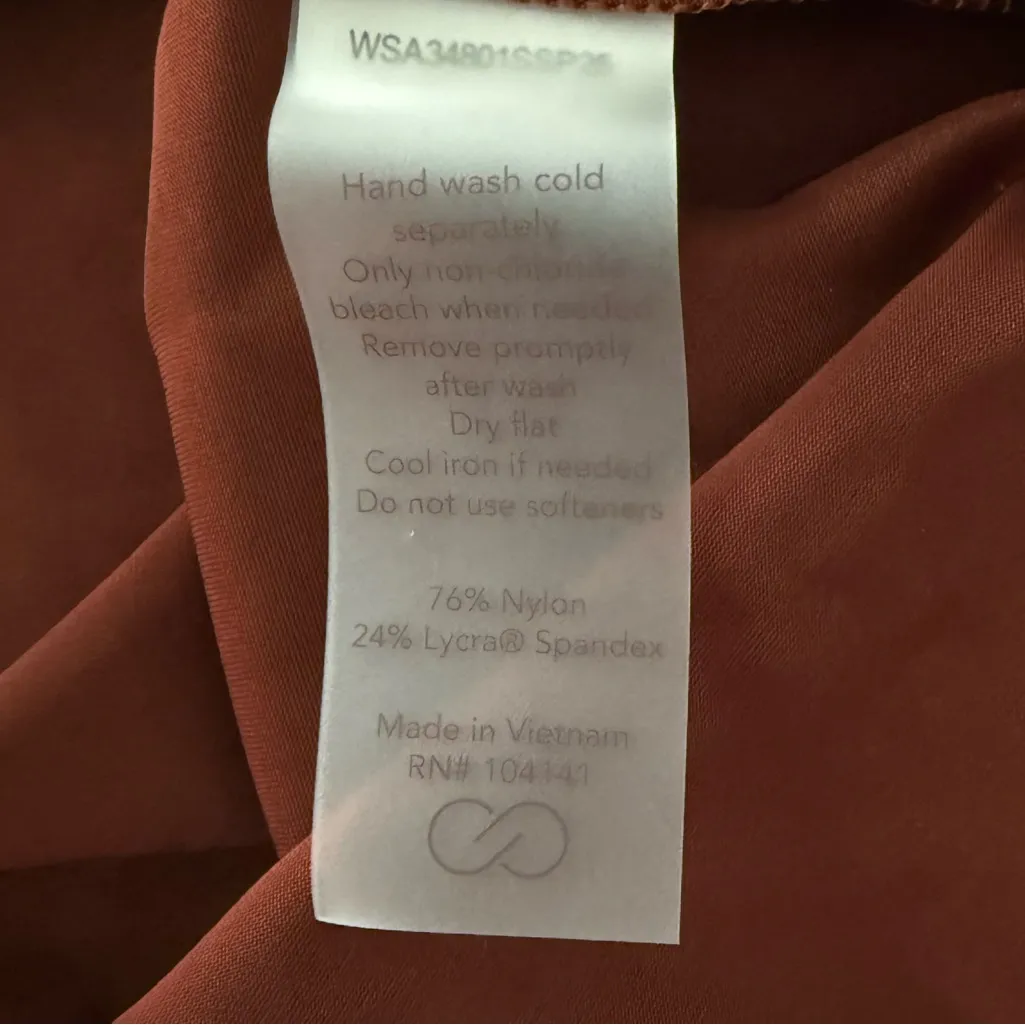 WSA34801SSP25
Hand wash cold
separately
Only non-chloride
bleach when needed
Remove promptly
after wash
Dry flat
Cool iron if needed
Do not use softeners
76% Nylon
24% Lycra® Spandex
Made in Vietnam
RN# 104141